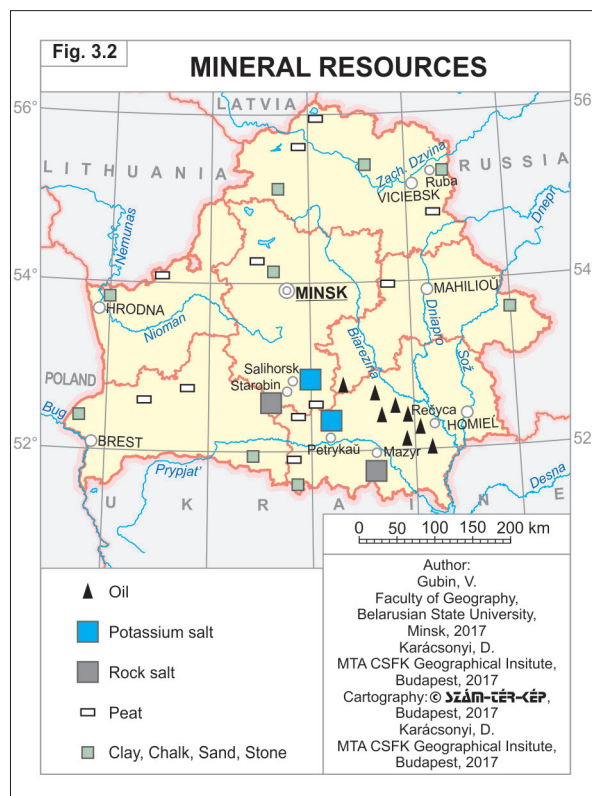 Fig. 3.2
MINERAL RESOURCES
56°
LATVIA
56
LITHUANIA
Zach. Dzvina
RUSSIA
Ruba
VICIEBSK
Dnepr
Nemunas
54°
54
MINSK
MAHILIOŬ
HRODNA
Nioman
Biarezina
Dniapro
Sož
POLAND
Salihorsk
Starobin
Bug
Rečyca
HOMIEĹ
BREST
52°
52
Petrykaŭ
Mazyr
Prypjat'
Desna
UKRAINE
0 50 100 150 200 km
Oil
Potassium salt
Rock salt
Peat
Clay, Chalk, Sand, Stone
Author:
Gubin, V.
Faculty of Geography,
Belarusian State University,
Minsk, 2017
Karácsonyi, D.
MTA CSFK Geographical Insitute,
Budapest, 2017
Cartography:© SZÁM-TÉR-KÉP,
Budapest, 2017
Karácsonyi, D.
MTA CSFK Geographical Insitute,
Budapest, 2017